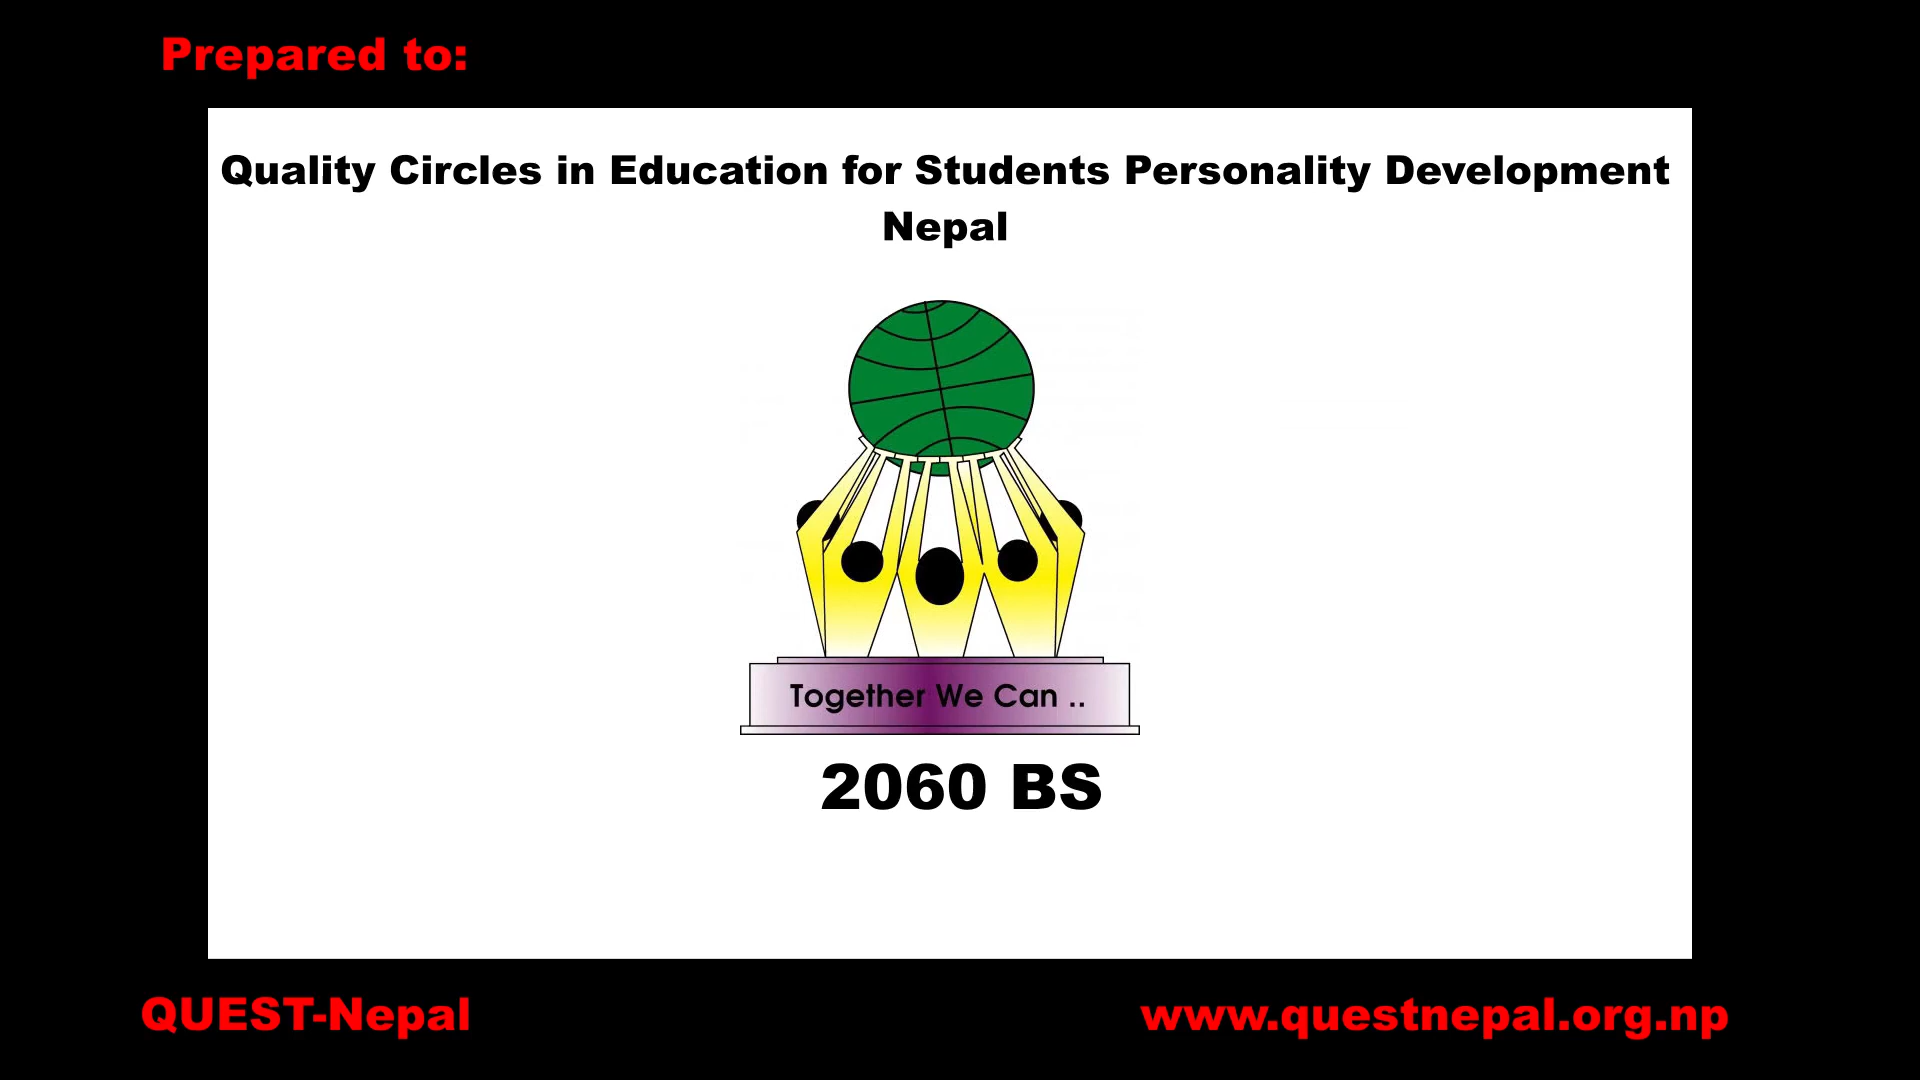 Prepared to:
Quality Circles in Education for Students Personality Development
Nepal
Together We Can ..
2060 BS
QUEST-Nepal
www.questnepal.org.np